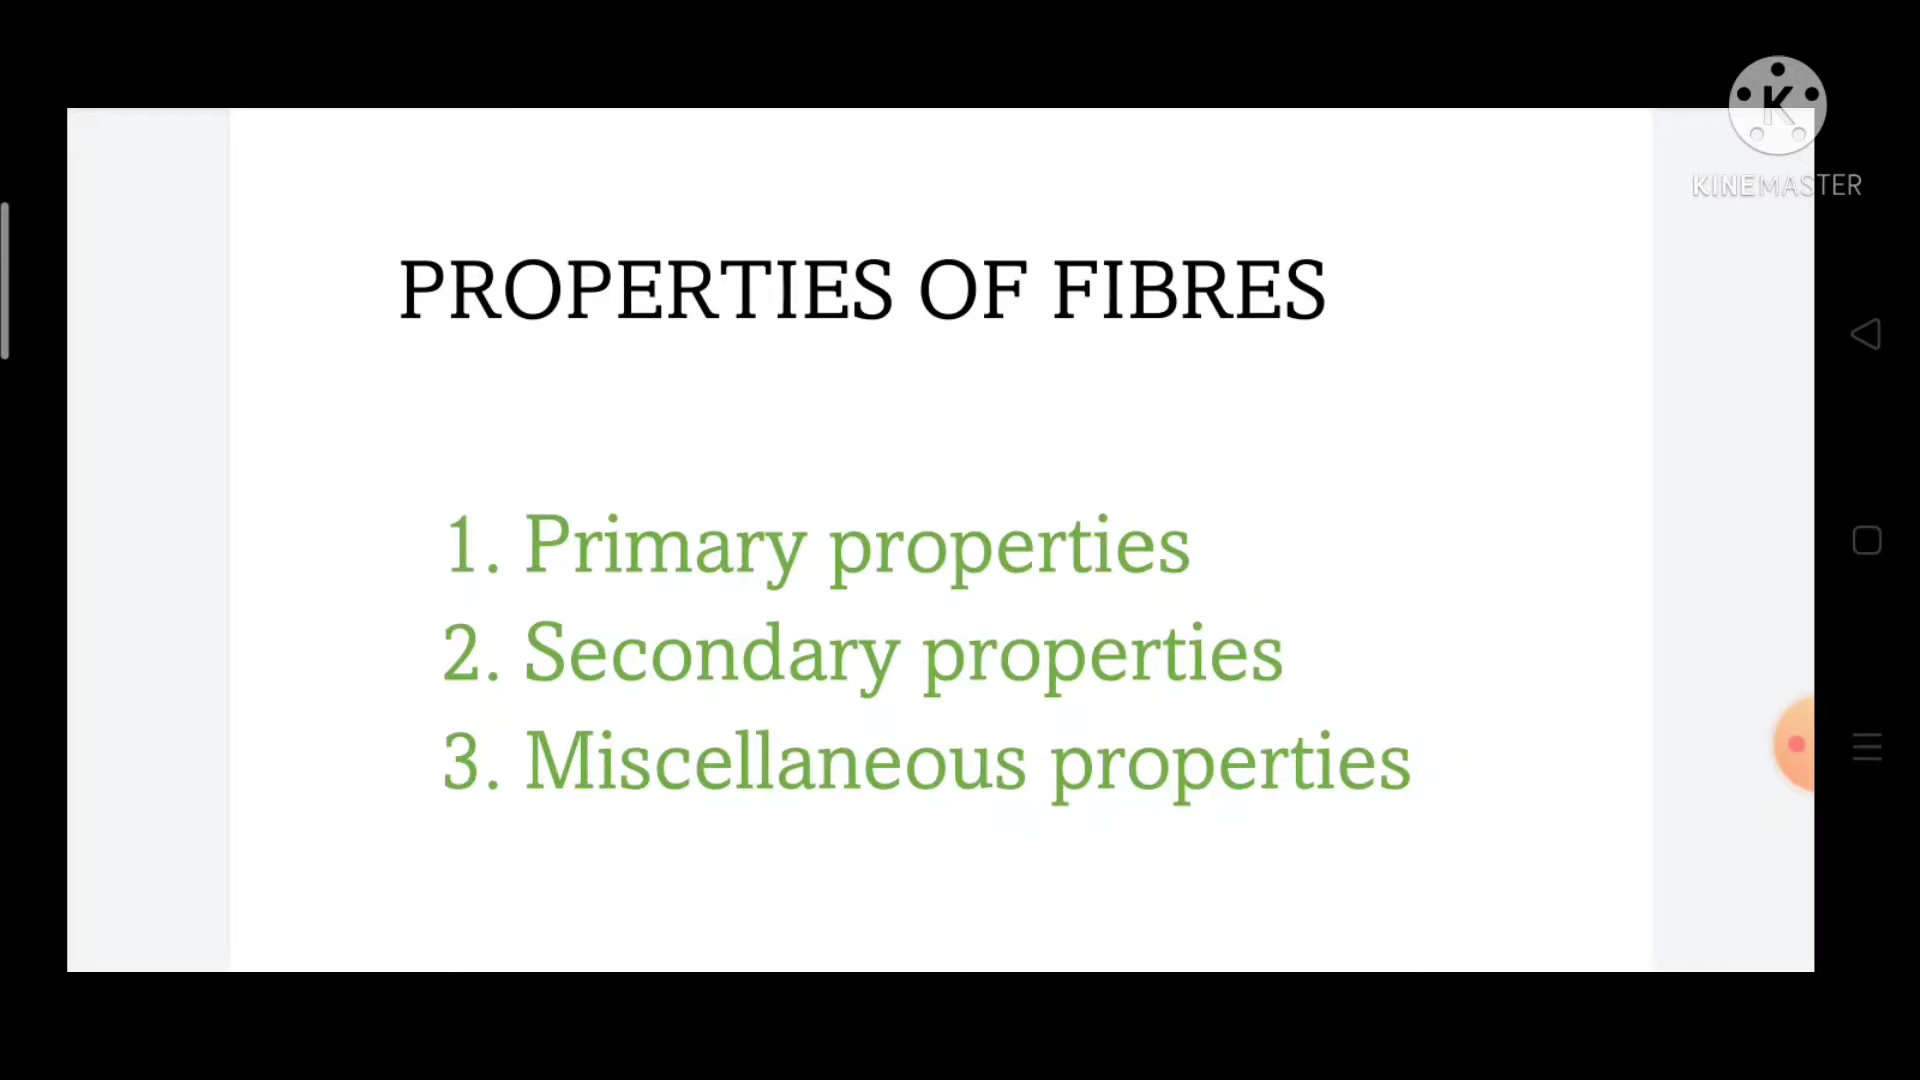 K
KINEMASTER
PROPERTIES OF FIBRES
1. Primary properties
2. Secondary properties
3. Miscellaneous properties